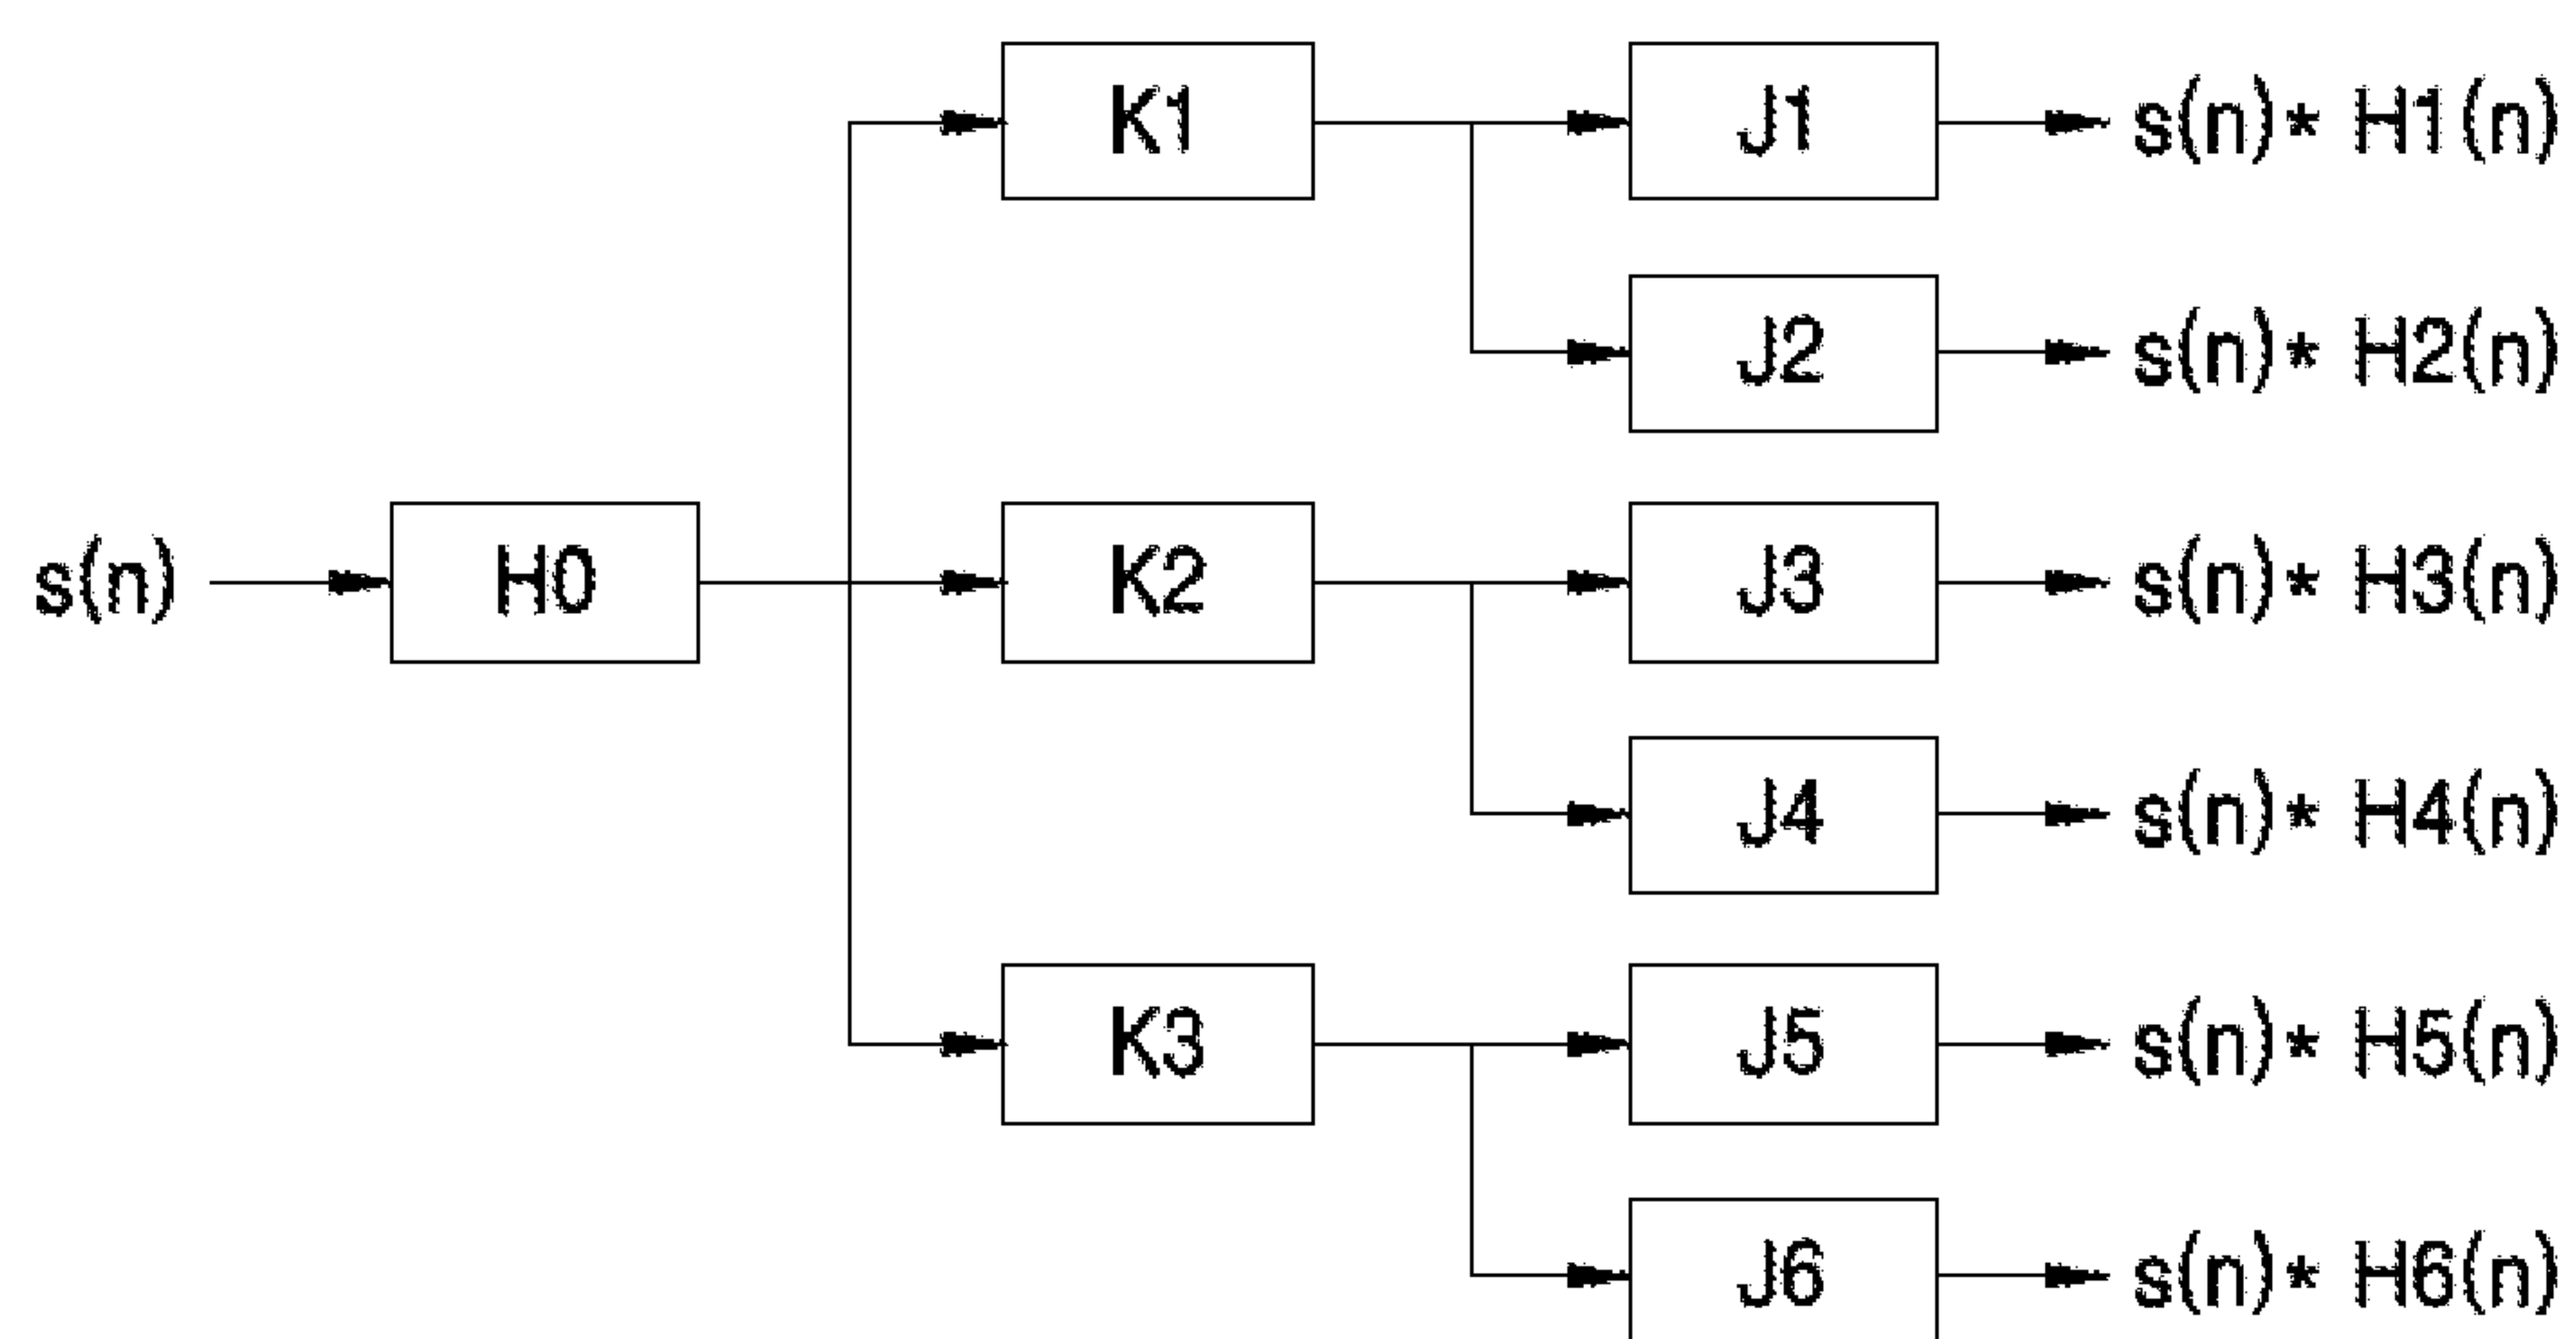 K1 J1 s(n)* H1(n)
J2 s(n)* H2(n)
s(n) H0 K2 J3 s(n)* H3(n)
J4 s(n)* H4(n)
K3 J5 s(n)* H5(n)
J6 s(n)* H6(n)